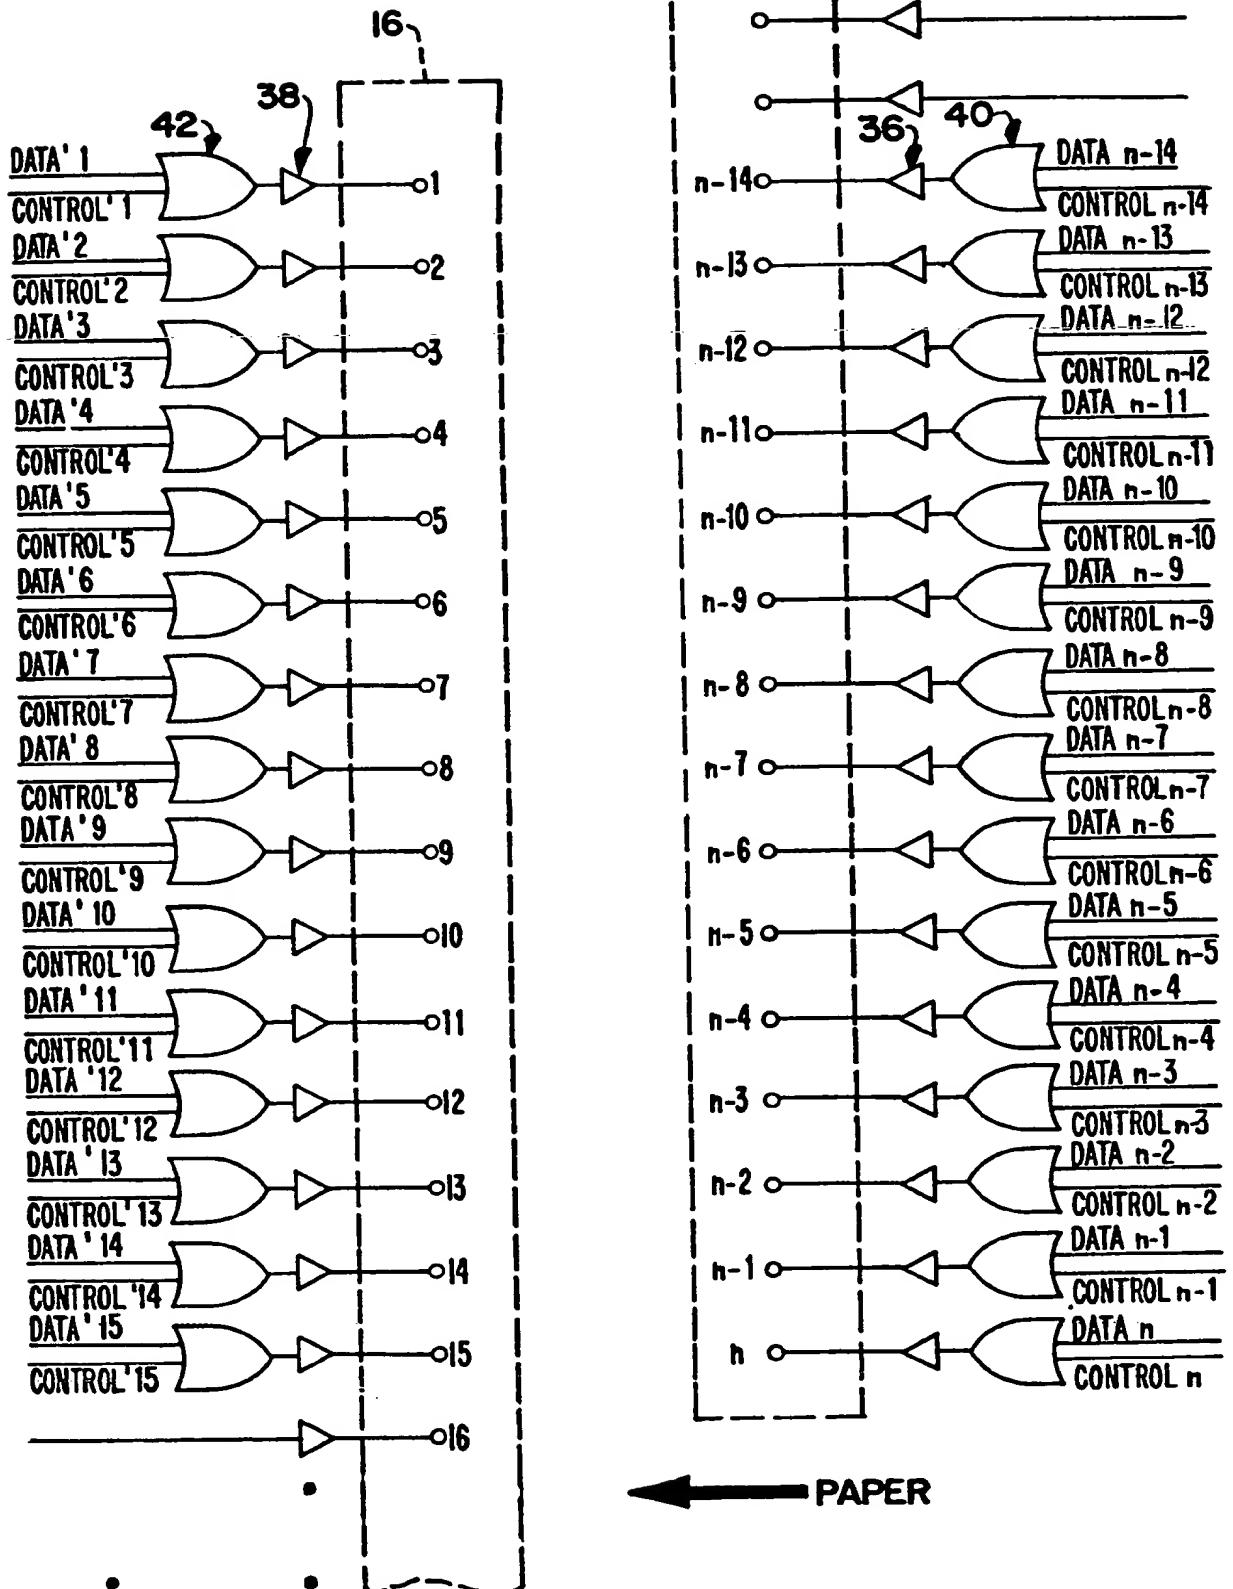 16
38
42
DATA' 1
CONTROL' 1
1
DATA' 2
CONTROL' 2
2
DATA' 3
CONTROL' 3
3
DATA' 4
CONTROL' 4
4
DATA' 5
CONTROL' 5
5
DATA' 6
CONTROL' 6
6
DATA' 7
CONTROL' 7
7
DATA' 8
CONTROL' 8
8
DATA' 9
CONTROL' 9
9
DATA' 10
CONTROL' 10
10
DATA' 11
CONTROL' 11
11
DATA' 12
CONTROL' 12
12
DATA' 13
CONTROL' 13
13
DATA' 14
CONTROL' 14
14
DATA' 15
CONTROL' 15
15
16
36
40
n-14
DATA n-14
CONTROL n-14
n-13
DATA n-13
CONTROL n-13
n-12
DATA n-12
CONTROL n-12
n-11
DATA n-11
CONTROL n-11
n-10
DATA n-10
CONTROL n-10
n-9
DATA n-9
CONTROL n-9
n-8
DATA n-8
CONTROL n-8
n-7
DATA n-7
CONTROL n-7
n-6
DATA n-6
CONTROL n-6
n-5
DATA n-5
CONTROL n-5
n-4
DATA n-4
CONTROL n-4
n-3
DATA n-3
CONTROL n-3
n-2
DATA n-2
CONTROL n-2
n-1
DATA n-1
CONTROL n-1
n
DATA n
CONTROL n
PAPER